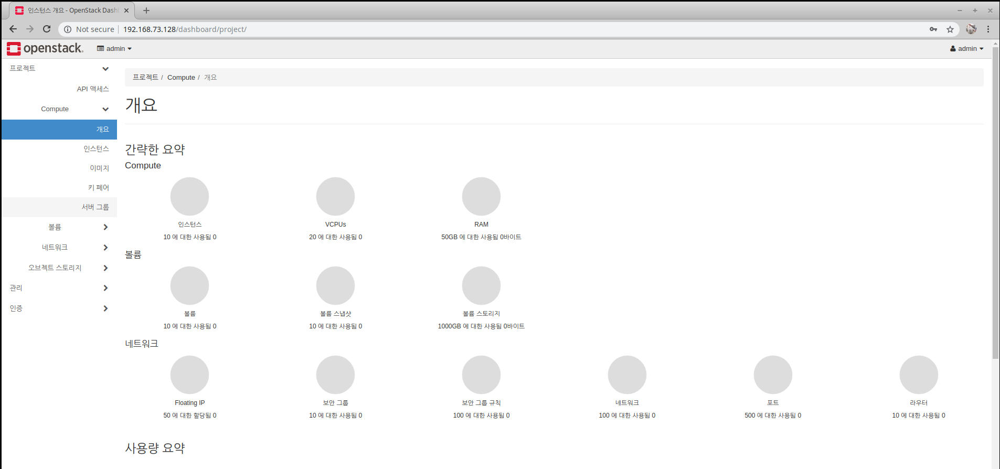 인스턴스 개요 - OpenStack Dash
Not secure 192.168.73.128/dashboard/project/
openstack. admin admin
프로젝트
API 액세스
Compute
개요
인스턴스
이미지
키 페어
서버 그룹
볼륨
네트워크
오브젝트 스토리지
관리
인증
프로젝트 / Compute / 개요
개요
간략한 요약
Compute
인스턴스 VCPUs RAM
10 에 대한 사용됨 0 20 에 대한 사용됨 0 50GB 에 대한 사용됨 0바이트
볼륨
볼륨 볼륨 스냅샷 볼륨 스토리지
10 에 대한 사용됨 0 10 에 대한 사용됨 0 1000GB 에 대한 사용됨 0바이트
네트워크
Floating IP 보안 그룹 보안 그룹 규칙 네트워크 포트 라우터
50 에 대한 할당됨 0 10 에 대한 사용됨 0 100 에 대한 사용됨 0 100 에 대한 사용됨 0 500 에 대한 사용됨 0 10 에 대한 사용됨 0
사용량 요약